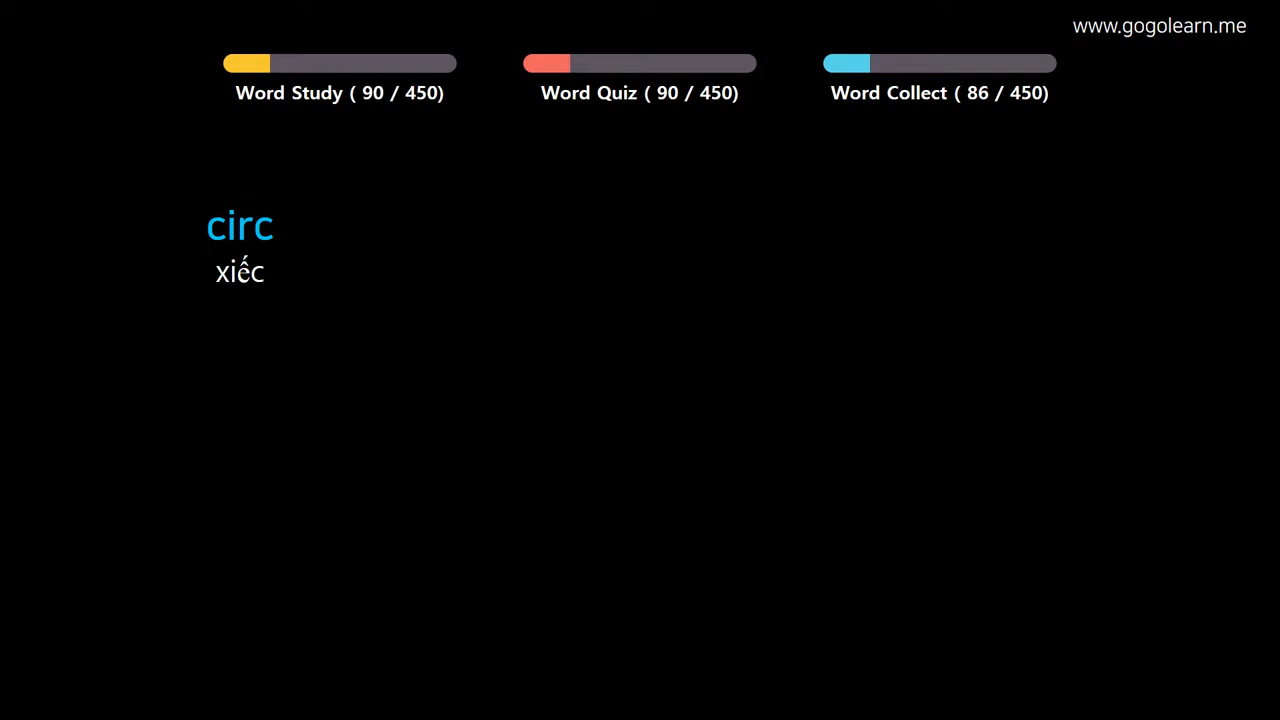 www.gogolearn.me
Word Study ( 90 / 450)
Word Quiz ( 90 / 450)
Word Collect ( 86 / 450)
circ
xiếc